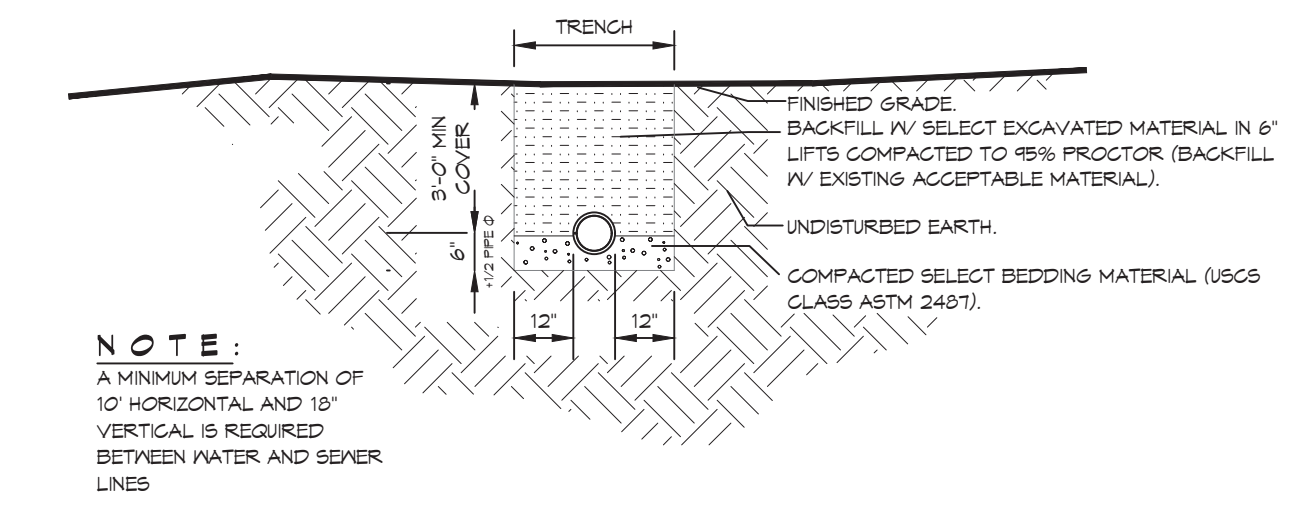 TRENCH
FINISHED GRADE.
BACKFILL W/ SELECT EXCAVATED MATERIAL IN 6"
LIFTS COMPACTED TO 95% PROCTOR (BACKFILL
W/ EXISTING ACCEPTABLE MATERIAL).
3'-0" MIN
COVER
6"
+1/2 PIPE Φ
UNDISTURBED EARTH.
COMPACTED SELECT BEDDING MATERIAL (USCS
CLASS ASTM 2487).
12"
12"
NOTE:
A MINIMUM SEPARATION OF
10' HORIZONTAL AND 18"
VERTICAL IS REQUIRED
BETWEEN WATER AND SEWER
LINES